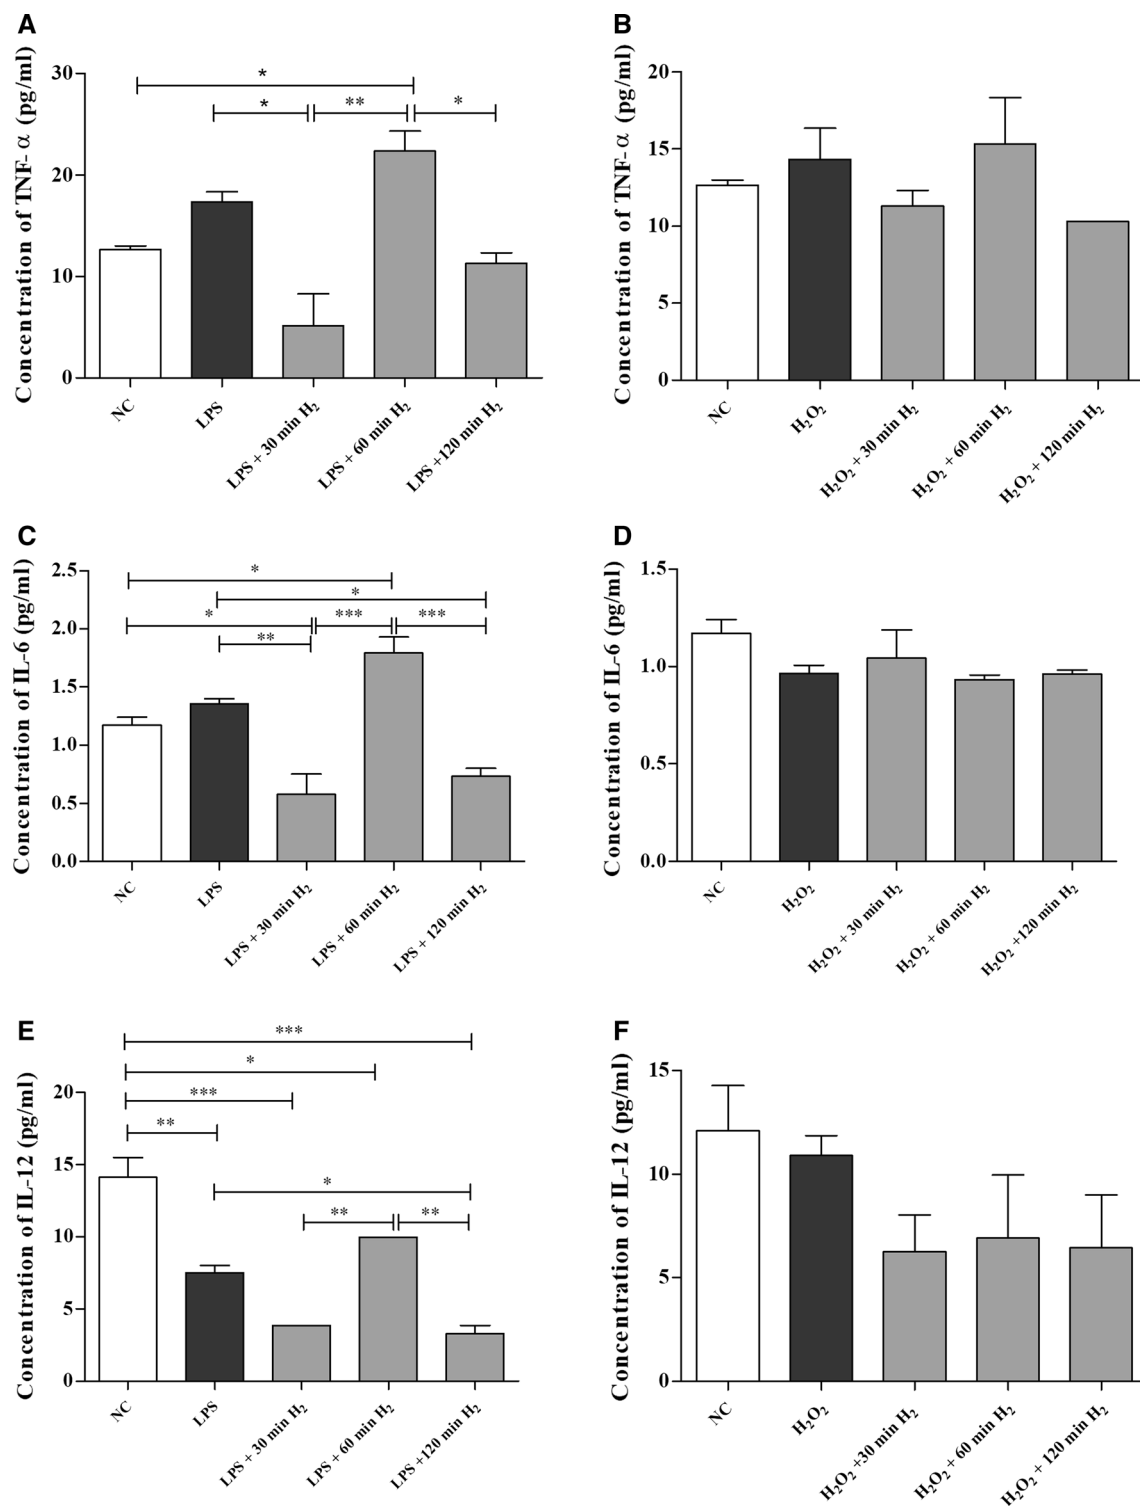 A
Concentration of TNF-α (pg/ml)
30
20
10
0
*
*
**
*
NC
LPS
LPS + 30 min H₂
LPS + 60 min H₂
LPS +120 min H₂
B
Concentration of TNF-α (pg/ml)
20
15
10
5
0
NC
H₂O₂
H₂O₂ + 30 min H₂
H₂O₂ + 60 min H₂
H₂O₂ + 120 min H₂
C
Concentration of IL-6 (pg/ml)
2.5
2.0
1.5
1.0
0.5
0.0
*
*
*
***
***
**
NC
LPS
LPS + 30 min H₂
LPS + 60 min H₂
LPS + 120 min H₂
D
Concentration of IL-6 (pg/ml)
1.5
1.0
0.5
0.0
NC
H₂O₂
H₂O₂ + 30 min H₂
H₂O₂ + 60 min H₂
H₂O₂ +120 min H₂
E
Concentration of IL-12 (pg/ml)
20
15
10
5
0
***
*
***
**
*
**
**
NC
LPS
LPS + 30 min H₂
LPS + 60 min H₂
LPS +120 min H₂
F
Concentration of IL-12 (pg/ml)
15
10
5
0
NC
H₂O₂
H₂O₂ +30 min H₂
H₂O₂ + 60 min H₂
H₂O₂ + 120 min H₂